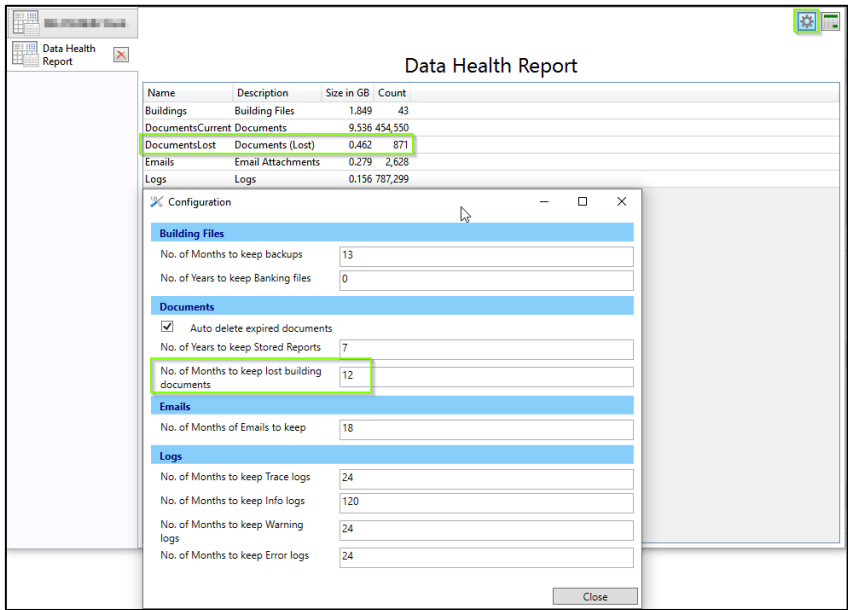 Data Health
Report
Data Health Report
Name Description Size in GB Count
Buildings Building Files 1.849 43
DocumentsCurrent Documents 9.536 454,550
DocumentsLost Documents (Lost) 0.462 871
Emails Email Attachments 0.279 2,628
Logs Logs 0.156 787,299
Configuration
Building Files
No. of Months to keep backups 13
No. of Years to keep Banking files 0
Documents
Auto delete expired documents
No. of Years to keep Stored Reports 7
No. of Months to keep lost building
documents 12
Emails
No. of Months of Emails to keep 18
Logs
No. of Months to keep Trace logs 24
No. of Months to keep Info logs 120
No. of Months to keep Warning
logs 24
No. of Months to keep Error logs 24
Close